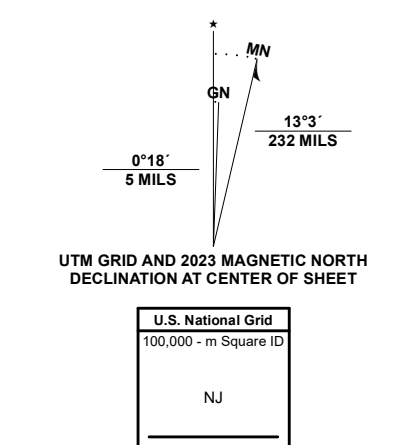 ★
MN
GN
13°3´
232 MILS
0°18´
5 MILS
UTM GRID AND 2023 MAGNETIC NORTH
DECLINATION AT CENTER OF SHEET
U.S. National Grid
100,000 - m Square ID
NJ